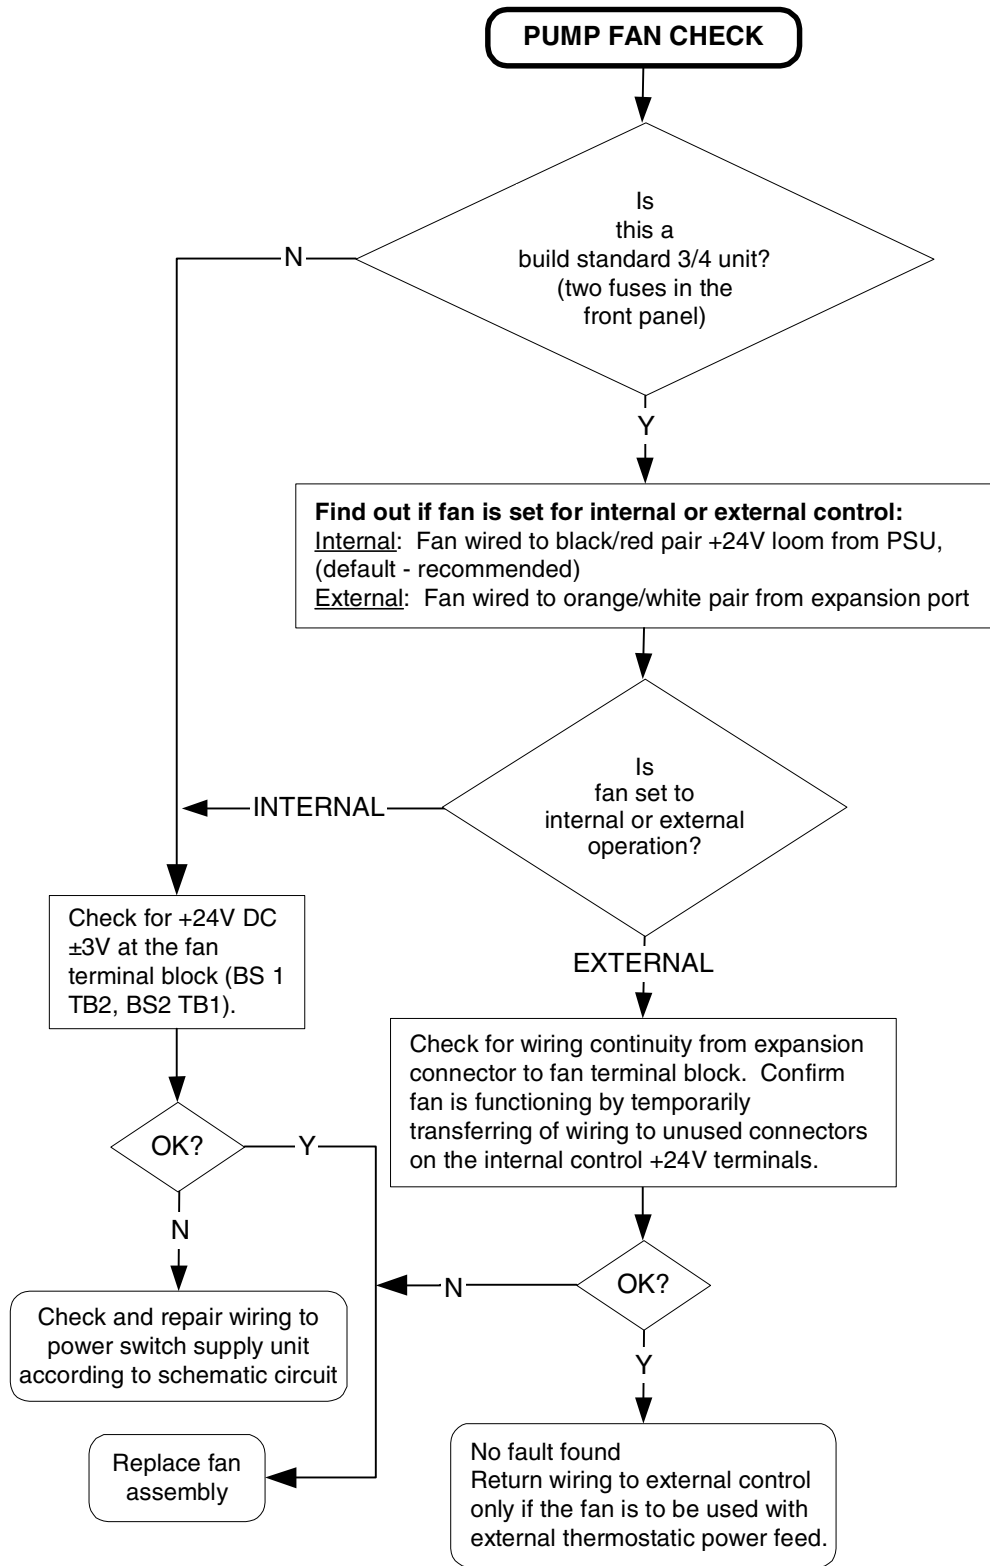 PUMP FAN CHECK
Is
this a
build standard 3/4 unit?
(two fuses in the
front panel)
N
Y
Find out if fan is set for internal or external control:
Internal:  Fan wired to black/red pair +24V loom from PSU,
(default - recommended)
External:  Fan wired to orange/white pair from expansion port
Is
fan set to
internal or external
operation?
INTERNAL
EXTERNAL
Check for +24V DC
±3V at the fan
terminal block (BS 1
TB2, BS2 TB1).
Check for wiring continuity from expansion
connector to fan terminal block.  Confirm
fan is functioning by temporarily
transferring of wiring to unused connectors
on the internal control +24V terminals.
OK?
Y
N
OK?
N
Y
Check and repair wiring to
power switch supply unit
according to schematic circuit
Replace fan
assembly
No fault found
Return wiring to external control
only if the fan is to be used with
external thermostatic power feed.